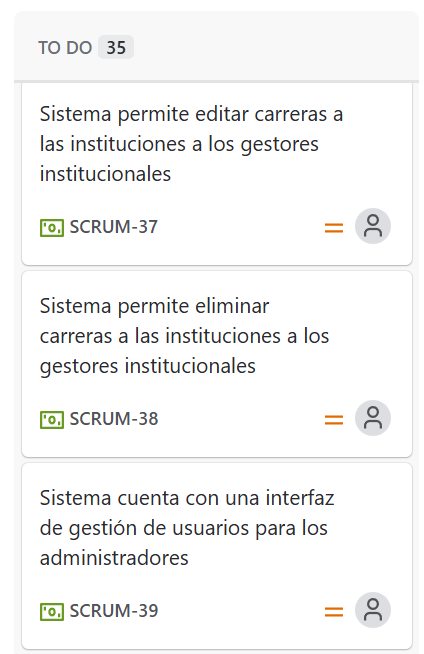 TO DO 35
Sistema permite editar carreras a
las instituciones a los gestores
institucionales
SCRUM-37
Sistema permite eliminar
carreras a las instituciones a los
gestores institucionales
SCRUM-38
Sistema cuenta con una interfaz
de gestión de usuarios para los
administradores
SCRUM-39